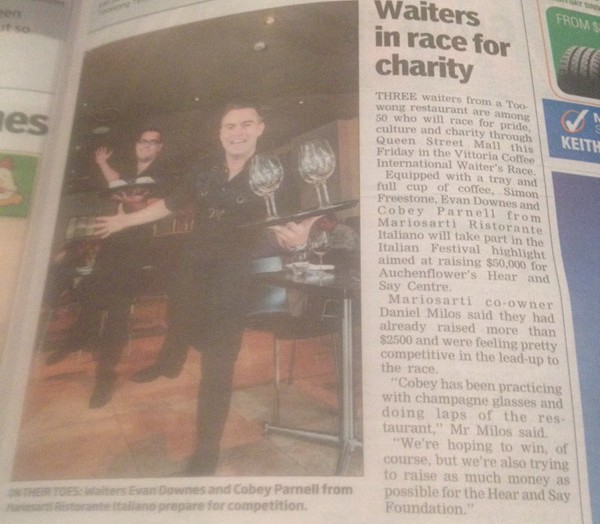 Waiters
in race for
charity
THREE waiters from a Too-
wong restaurant are among
50 who will race for pride,
culture and charity through
Queen Street Mall this
Friday in the Vittoria Coffee
International Waiter's Race.
Equipped with a tray and
full cup of coffee, Simon
Freestone, Evan Downes and
Cobey Parnell from
Mariosarti Ristorante
Italiano will take part in the
Italian Festival highlight
aimed at raising $50,000 for
Auchenflower's Hear and
Say Centre.
Mariosarti co-owner
Daniel Milos said they had
already raised more than
$2500 and were feeling pretty
competitive in the lead-up to
the race.
"Cobey has been practicing
with champagne glasses and
doing laps of the res-
taurant," Mr Milos said.
"We're hoping to win, of
course, but we're also trying
to raise as much money as
possible for the Hear and Say
Foundation."
ON THEIR TOES: Waiters Evan Downes and Cobey Parnell from
Mariosarti Ristorante Italiano prepare for competition.
FROM $
KEITH